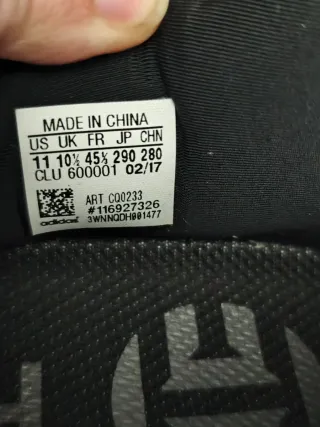 MADE IN CHINA
US UK FR JP CHN
11 10½ 45⅓ 290 280
CLU 600001 02/17
ART CQ0233
#116927326
3WNNQDH001477
adidas